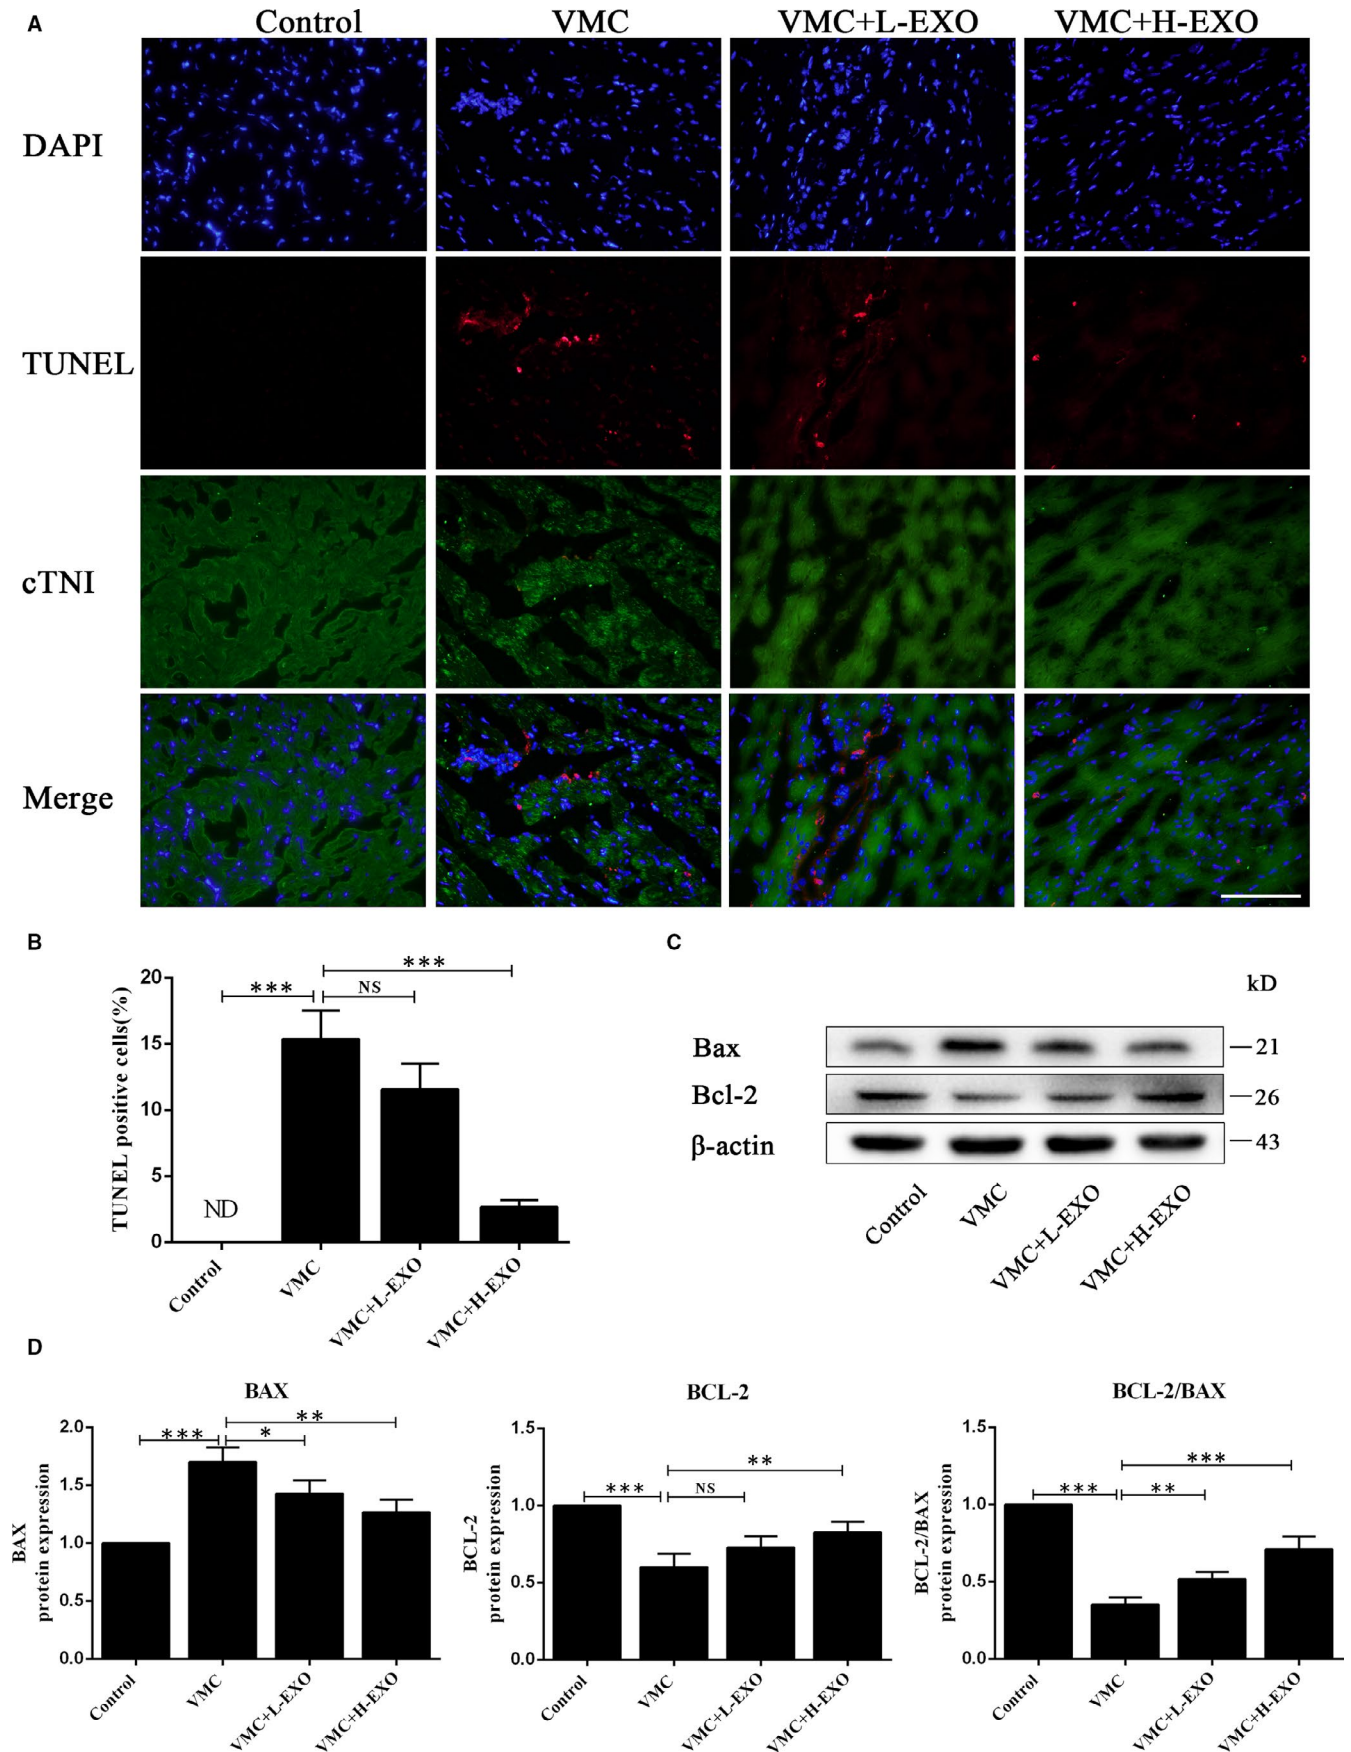 A
Control VMC VMC+L-EXO VMC+H-EXO
DAPI
TUNEL
cTNI
Merge
B
TUNEL positive cells(%)
20
15
10
5
0
***
NS
***
ND
Control
VMC
VMC+L-EXO
VMC+H-EXO
C
kD
Bax 21
Bcl-2 26
β-actin 43
Control
VMC
VMC+L-EXO
VMC+H-EXO
D
BAX
BAX
protein expression
2.0
1.5
1.0
0.5
0.0
**
*** *
Control
VMC
VMC+L-EXO
VMC+H-EXO
BCL-2
BCL-2
protein expression
1.5
1.0
0.5
0.0
**
*** NS
Control
VMC
VMC+L-EXO
VMC+H-EXO
BCL-2/BAX
BCL-2/BAX
protein expression
1.5
1.0
0.5
0.0
***
*** **
Control
VMC
VMC+L-EXO
VMC+H-EXO